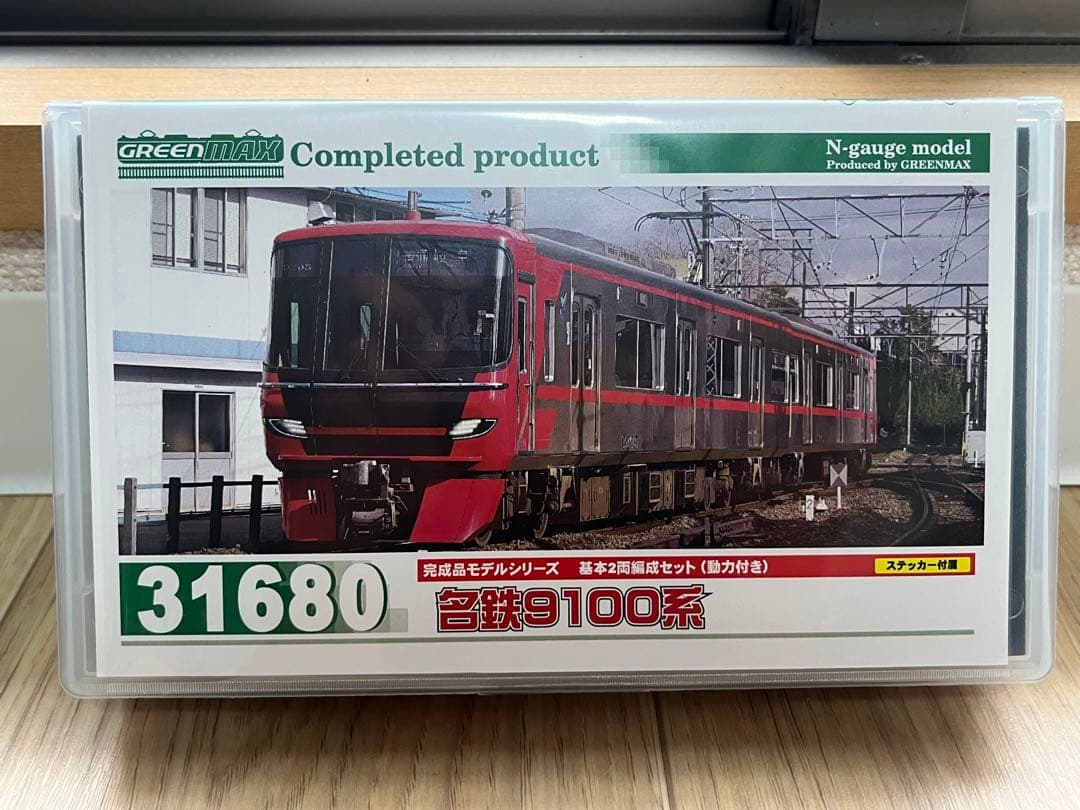 GREENMAX Completed product
N-gauge model
Produced by GREENMAX
31680
完成品モデルシリーズ 基本2両編成セット(動力付き)
ステッカー付属
名鉄9100系